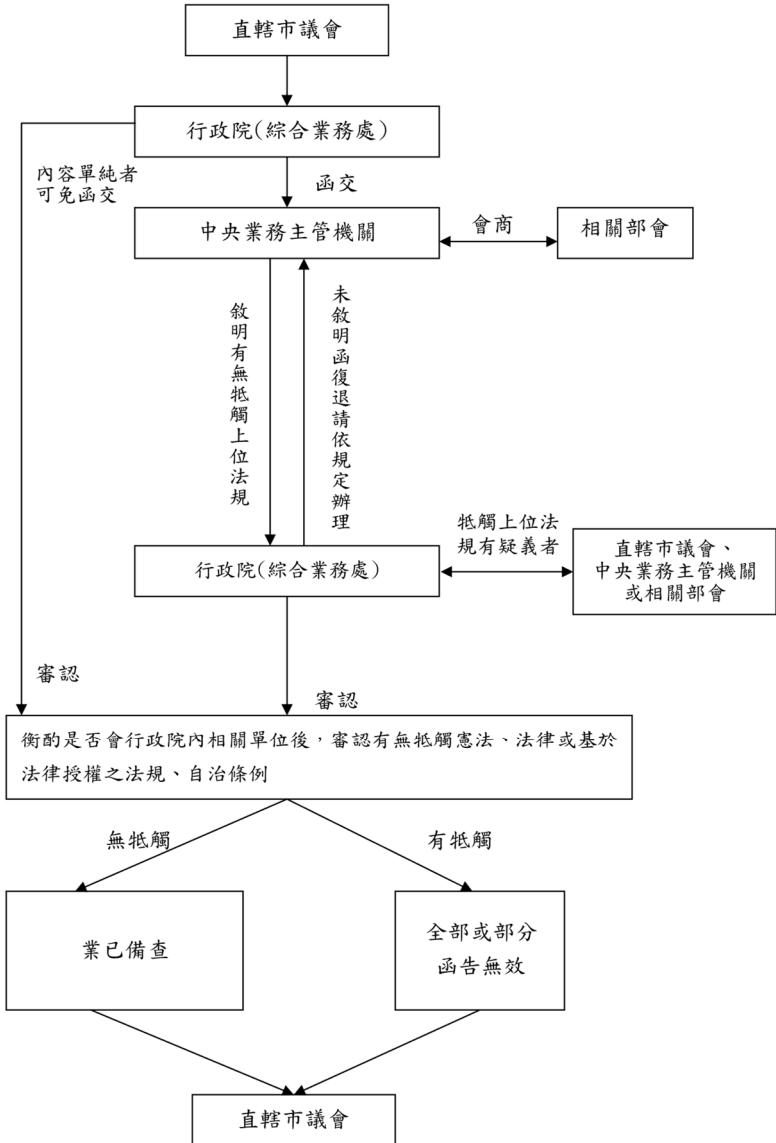 直轄市議會
行政院(綜合業務處)
內容單純者
可免函交
函交
中央業務主管機關
會商
相關部會
敘明有無牴觸上位法規
未敘明函復退請依規定辦理
行政院(綜合業務處)
牴觸上位法
規有疑義者
直轄市議會、
中央業務主管機關
或相關部會
審認
審認
衡酌是否會行政院內相關單位後，審認有無牴觸憲法、法律或基於
法律授權之法規、自治條例
無牴觸
有牴觸
業已備查
全部或部分
函告無效
直轄市議會